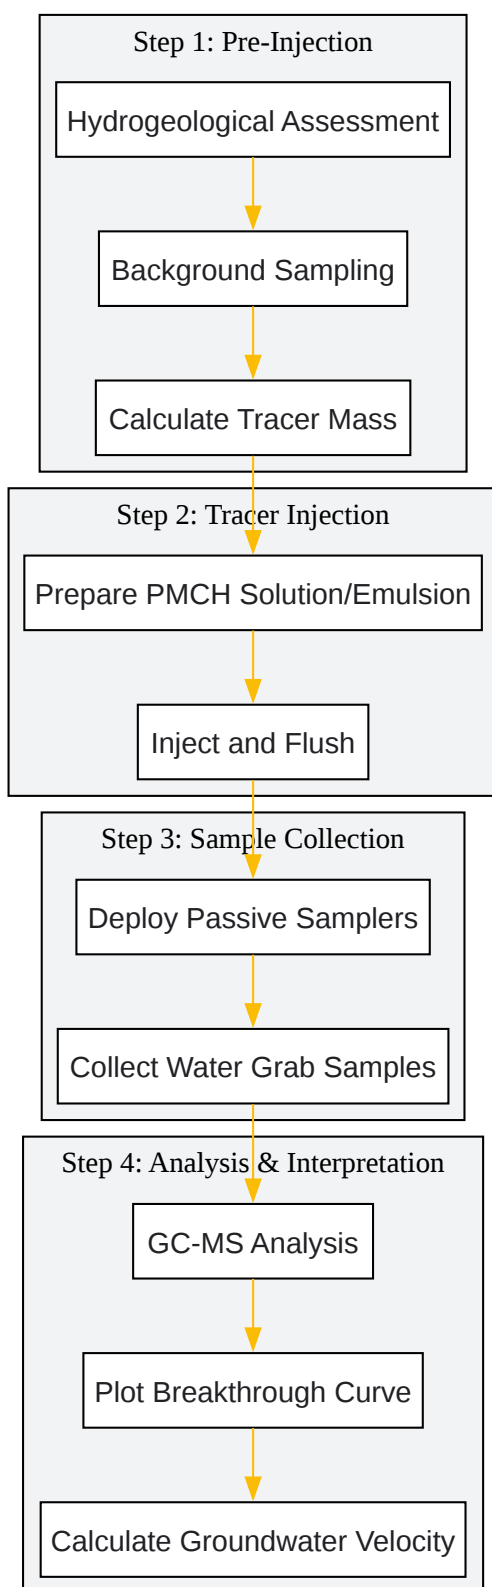 Step 1: Pre-Injection
Hydrogeological Assessment
Background Sampling
Calculate Tracer Mass
Step 2: Tracer Injection
Prepare PMCH Solution/Emulsion
Inject and Flush
Step 3: Sample Collection
Deploy Passive Samplers
Collect Water Grab Samples
Step 4: Analysis & Interpretation
GC-MS Analysis
Plot Breakthrough Curve
Calculate Groundwater Velocity